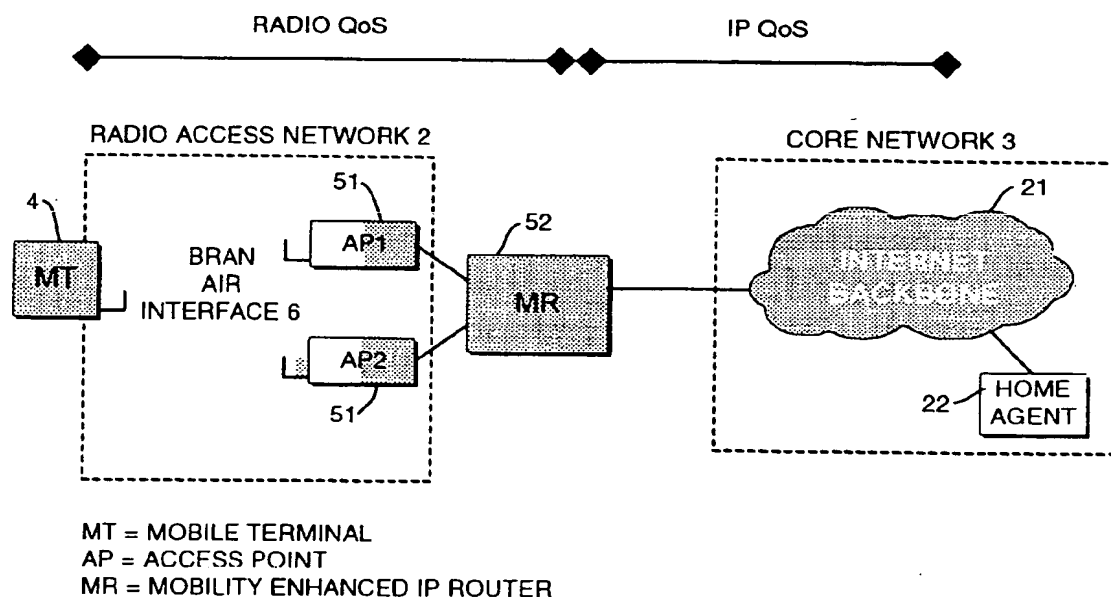 RADIO QoS
IP QoS
RADIO ACCESS NETWORK 2
CORE NETWORK 3
51
21
4
52
AP1
MT
BRAN
AIR
INTERFACE 6
MR
INTERNET
BACKBONE
AP2
51
22
HOME
AGENT
MT = MOBILE TERMINAL
AP = ACCESS POINT
MR = MOBILITY ENHANCED IP ROUTER